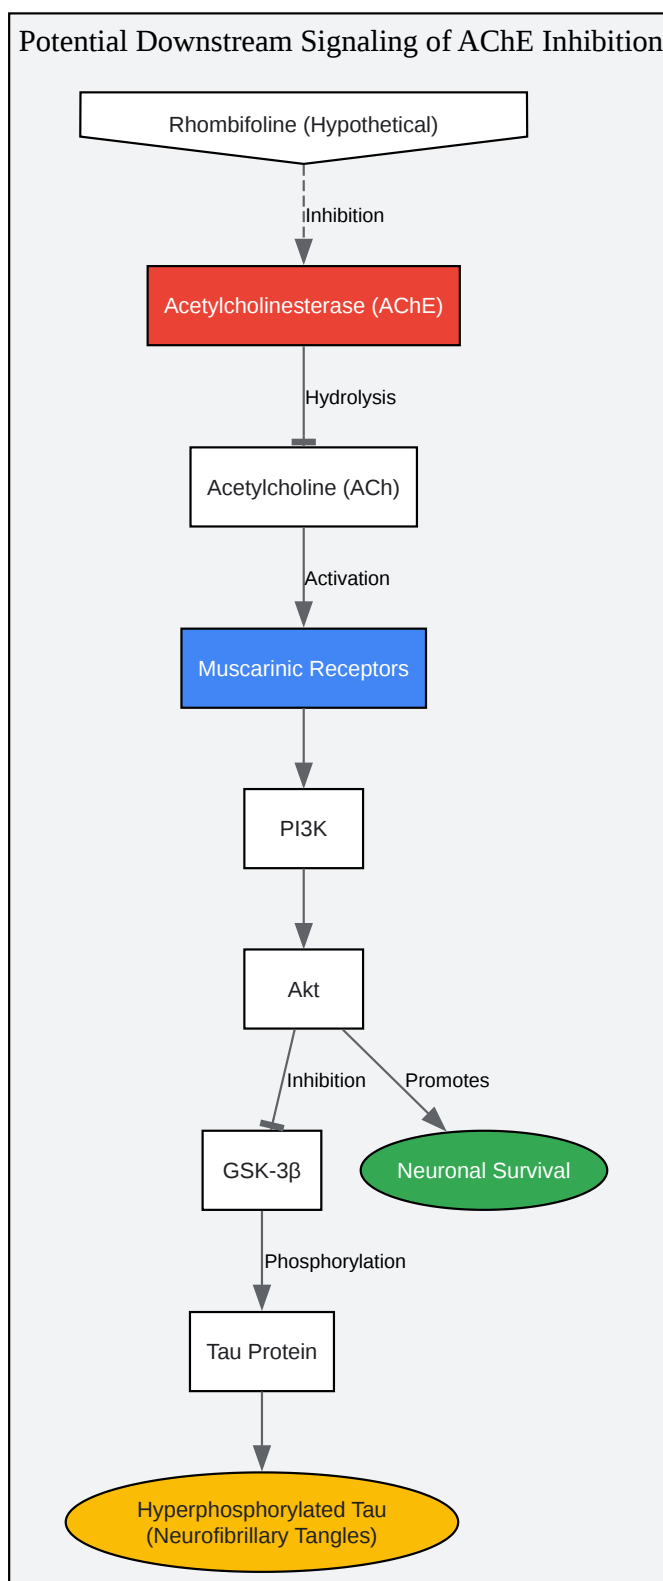 Potential Downstream Signaling of AChE Inhibition
Rhombifoline (Hypothetical)
Inhibition
Acetylcholinesterase (AChE)
Hydrolysis
Acetylcholine (ACh)
Activation
Muscarinic Receptors
PI3K
Akt
Inhibition
Promotes
GSK-3β
Neuronal Survival
Phosphorylation
Tau Protein
Hyperphosphorylated Tau
(Neurofibrillary Tangles)